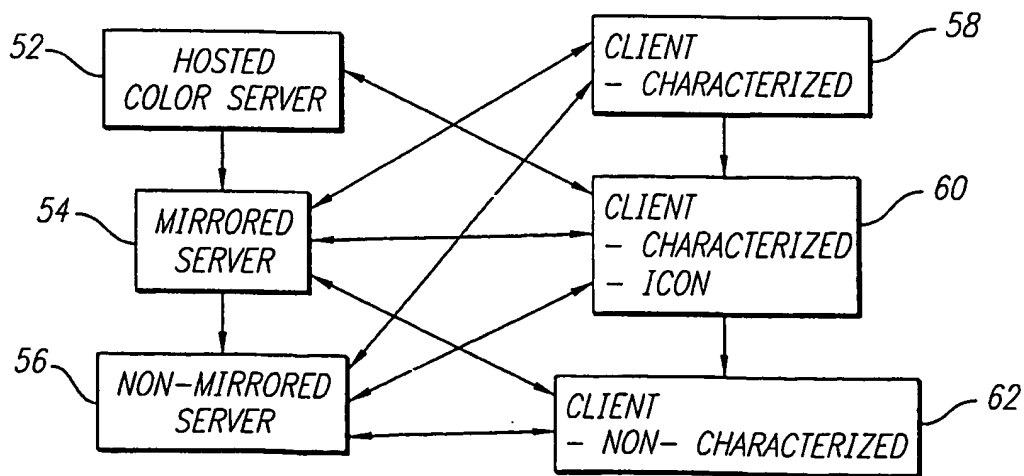 52
HOSTED
COLOR SERVER
58
CLIENT
- CHARACTERIZED
54
MIRRORED
SERVER
60
CLIENT
- CHARACTERIZED
- ICON
56
NON-MIRRORED
SERVER
62
CLIENT
- NON- CHARACTERIZED